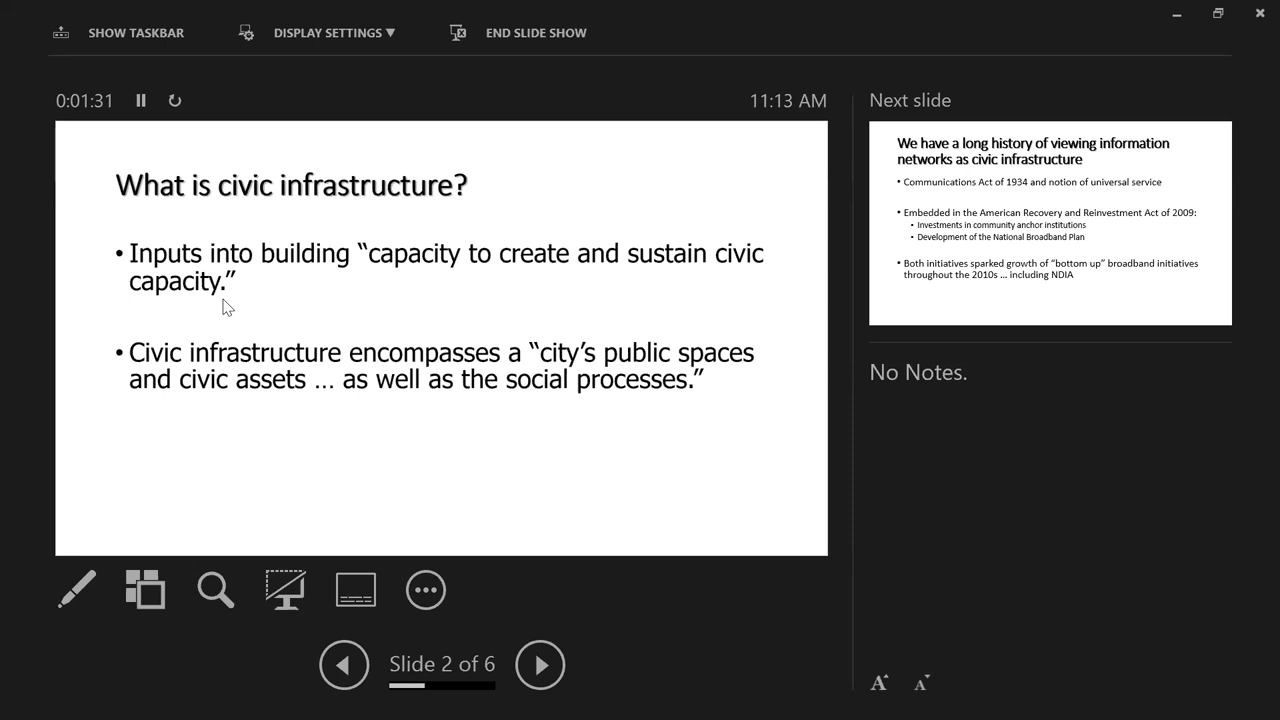 SHOW TASKBAR
DISPLAY SETTINGS ▼
END SLIDE SHOW
0:01:31
11:13 AM
What is civic infrastructure?
• Inputs into building “capacity to create and sustain civic
capacity.”
• Civic infrastructure encompasses a “city’s public spaces
and civic assets … as well as the social processes.”
Slide 2 of 6
Next slide
We have a long history of viewing information
networks as civic infrastructure
• Communications Act of 1934 and notion of universal service
• Embedded in the American Recovery and Reinvestment Act of 2009:
• Investments in community anchor institutions
• Development of the National Broadband Plan
• Both initiatives sparked growth of “bottom up” broadband initiatives
throughout the 2010s … including NDIA
No Notes.
A A